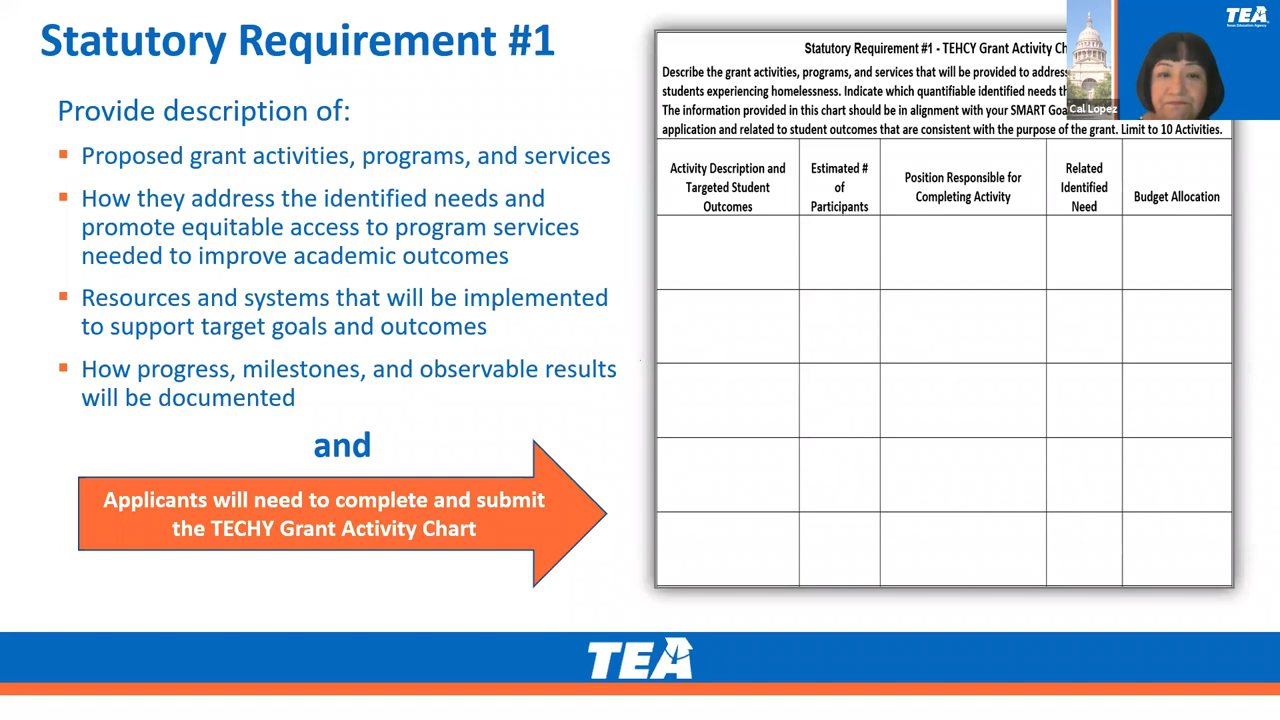 Statutory Requirement #1
Provide description of:
Proposed grant activities, programs, and services
How they address the identified needs and
promote equitable access to program services
needed to improve academic outcomes
Resources and systems that will be implemented
to support target goals and outcomes
How progress, milestones, and observable results
will be documented
and
Applicants will need to complete and submit
the TECHY Grant Activity Chart
Statutory Requirement #1 - TEHCY Grant Activity Ch
Describe the grant activities, programs, and services that will be provided to addres
students experiencing homelessness. Indicate which quantifiable identified needs th
The information provided in this chart should be in alignment with your SMART Goa
application and related to student outcomes that are consistent with the purpose of the grant. Limit to 10 Activities.
Activity Description and
Targeted Student
Outcomes
Estimated #
of
Participants
Position Responsible for
Completing Activity
Related
Identified
Need
Budget Allocation
Cal Lopez
TEA
Texas Education Agency
TEA